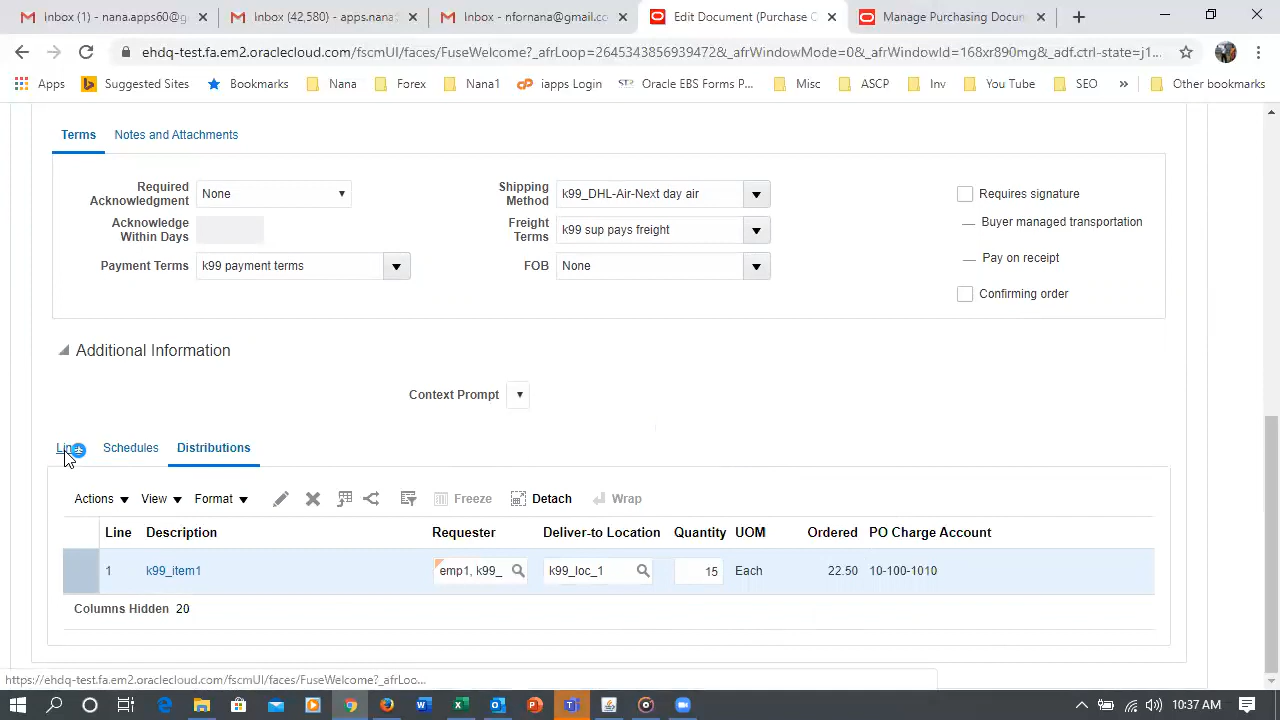 Inbox (1) - nana.apps01@g
Inbox (42,580) - apps.nana
Inbox - nfornana@gmail.co
Edit Document (Purchase O
Manage Purchasing Docum
ehdq-test.fa.em2.oraclecloud.com/fscmUI/faces/FuseWelcome?_afrLoop=264534385693947​2&_afrWindowMode=0&_afrWindowId=168xr890mg&_adf.ctrl-state=j1...
Apps Suggested Sites Bookmarks Nana Forex Nana1 iapps Login Oracle EBS Forms P... Misc ASCP Inv You Tube SEO » Other bookmarks
Terms Notes and Attachments
Required Acknowledgment None Shipping Method k99_DHL-Air-Next day air Requires signature
Acknowledge Within Days Freight Terms k99 sup pays freight Buyer managed transportation
Payment Terms k99 payment terms FOB None Pay on receipt
Confirming order
Additional Information
Context Prompt
Schedules Distributions
Actions View Format Freeze Detach Wrap
Line Description Requester Deliver-to Location Quantity UOM Ordered PO Charge Account
1 k99_item1 emp1, k99_ k99_loc_1 15 Each 22.50 10-100-1010
Columns Hidden 20
https://ehdq-test.fa.em2.oraclecloud.com/fscmUI/faces/FuseWelcome?_afrLoo...
10:37 AM